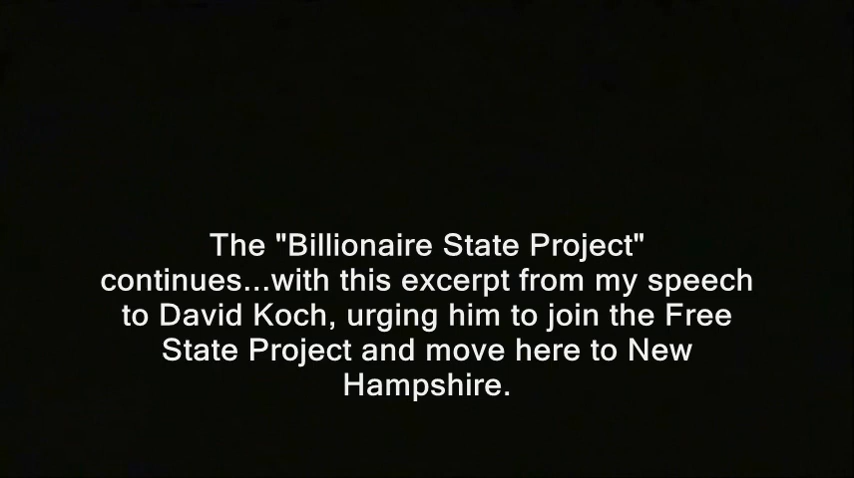 The "Billionaire State Project"
continues...with this excerpt from my speech
to David Koch, urging him to join the Free
State Project and move here to New
Hampshire.